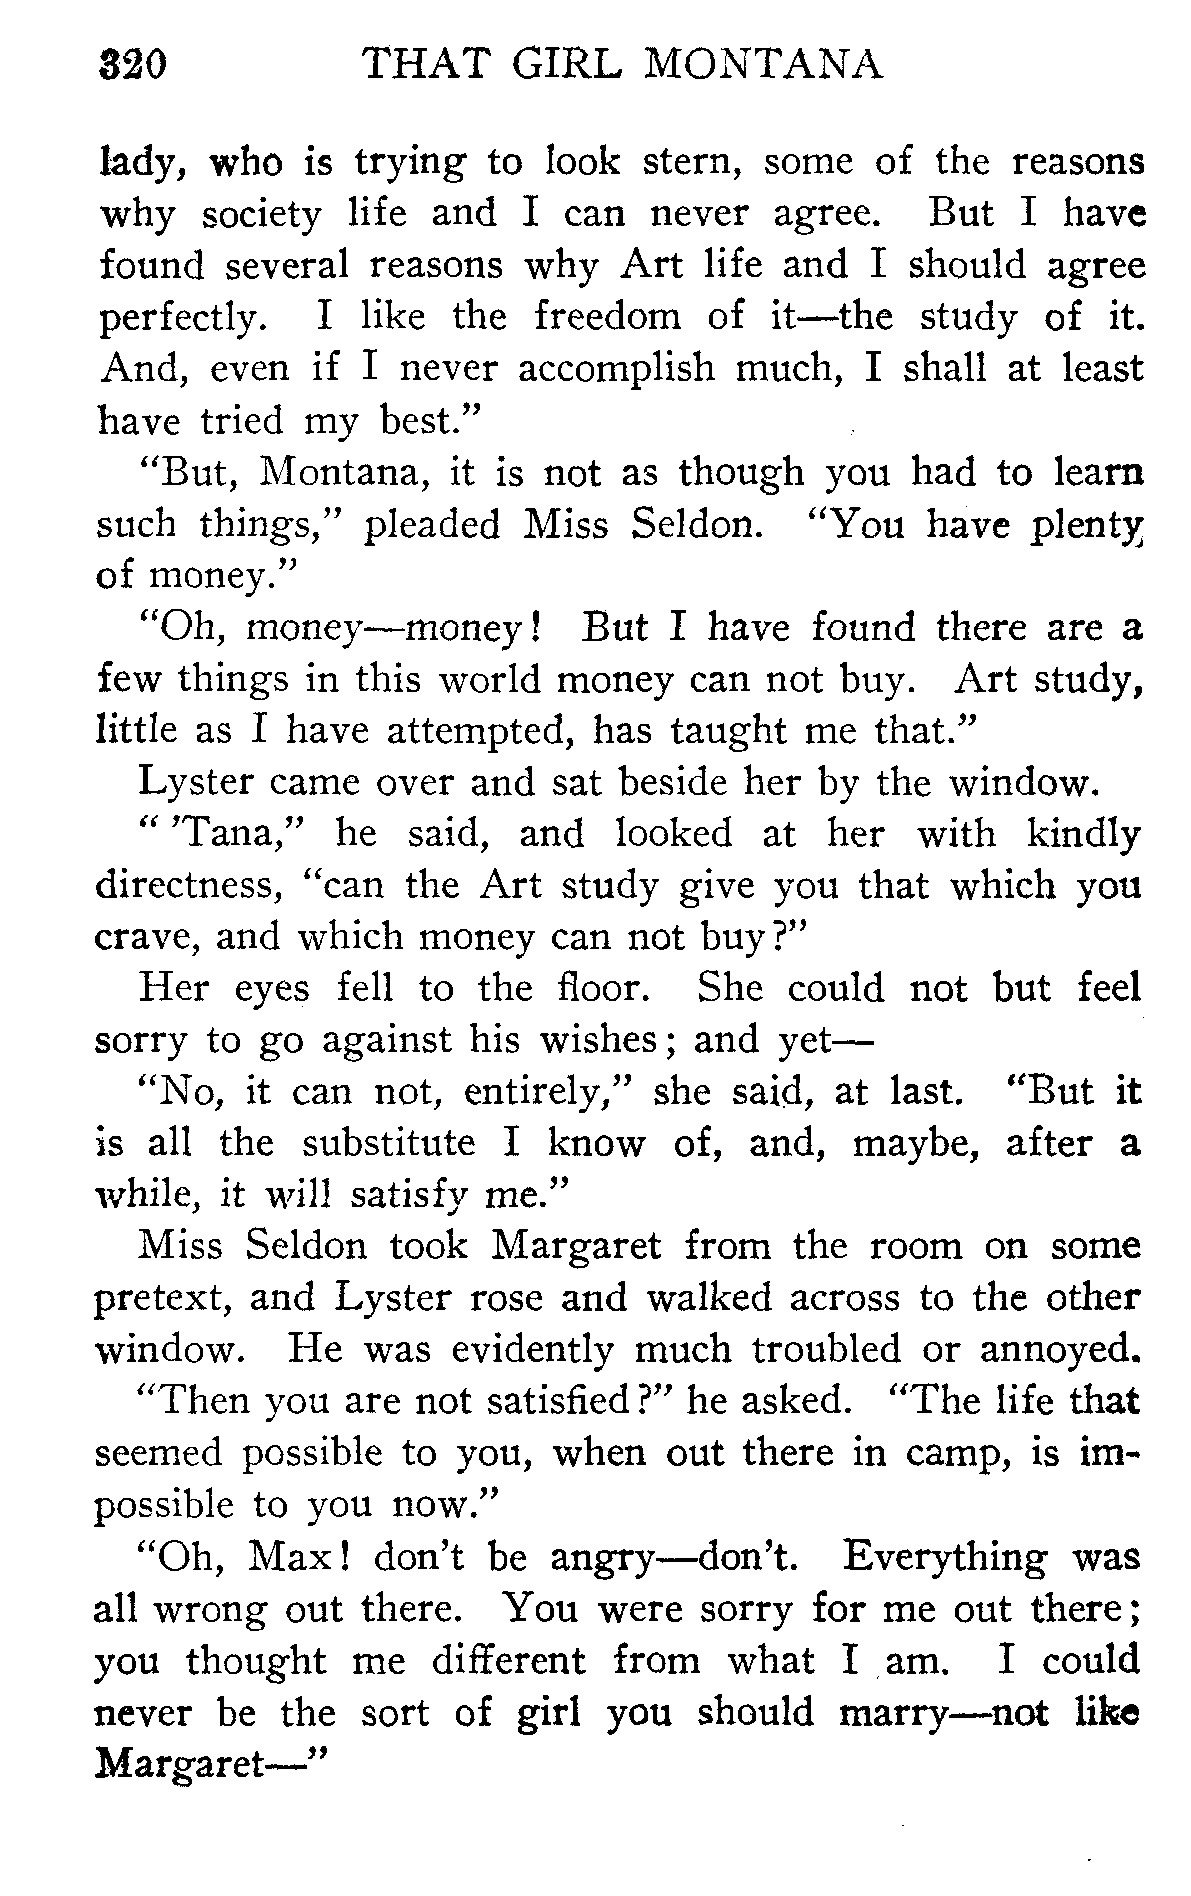 320 THAT GIRL MONTANA
lady, who is trying to look stern, some of the reasons
why society life and I can never agree. But I have
found several reasons why Art life and I should agree
perfectly. I like the freedom of it—the study of it.
And, even if I never accomplish much, I shall at least
have tried my best.”
“But, Montana, it is not as though you had to learn
such things,” pleaded Miss Seldon. “You have plenty
of money.”
“Oh, money—money! But I have found there are a
few things in this world money can not buy. Art study,
little as I have attempted, has taught me that.”
Lyster came over and sat beside her by the window.
“ ’Tana,” he said, and looked at her with kindly
directness, “can the Art study give you that which you
crave, and which money can not buy?”
Her eyes fell to the floor. She could not but feel
sorry to go against his wishes; and yet—
“No, it can not, entirely,” she said, at last. “But it
is all the substitute I know of, and, maybe, after a
while, it will satisfy me.”
Miss Seldon took Margaret from the room on some
pretext, and Lyster rose and walked across to the other
window. He was evidently much troubled or annoyed.
“Then you are not satisfied?” he asked. “The life that
seemed possible to you, when out there in camp, is im-
possible to you now.”
“Oh, Max! don’t be angry—don’t. Everything was
all wrong out there. You were sorry for me out there;
you thought me different from what I am. I could
never be the sort of girl you should marry—not like
Margaret—”